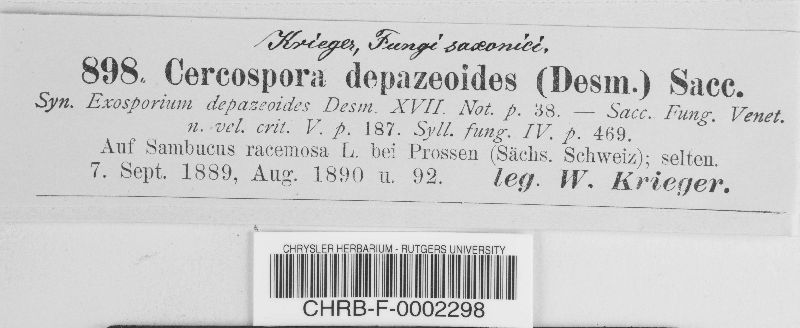 Krieger, Fungi saxonici.
898. Cercospora depazeoides (Desm.) Sacc.
Syn. Exosporium depazeoides Desm. XVII. Not. p. 38. — Sacc. Fung. Venet.
n. vel. crit. V. p. 187. Syll. fung. IV. p. 469.
Auf Sambucus racemosa L. bei Prossen (Sächs. Schweiz); selten.
7. Sept. 1889, Aug. 1890 u. 92. leg. W. Krieger.
CHRYSLER HERBARIUM - RUTGERS UNIVERSITY
CHRB-F-0002298